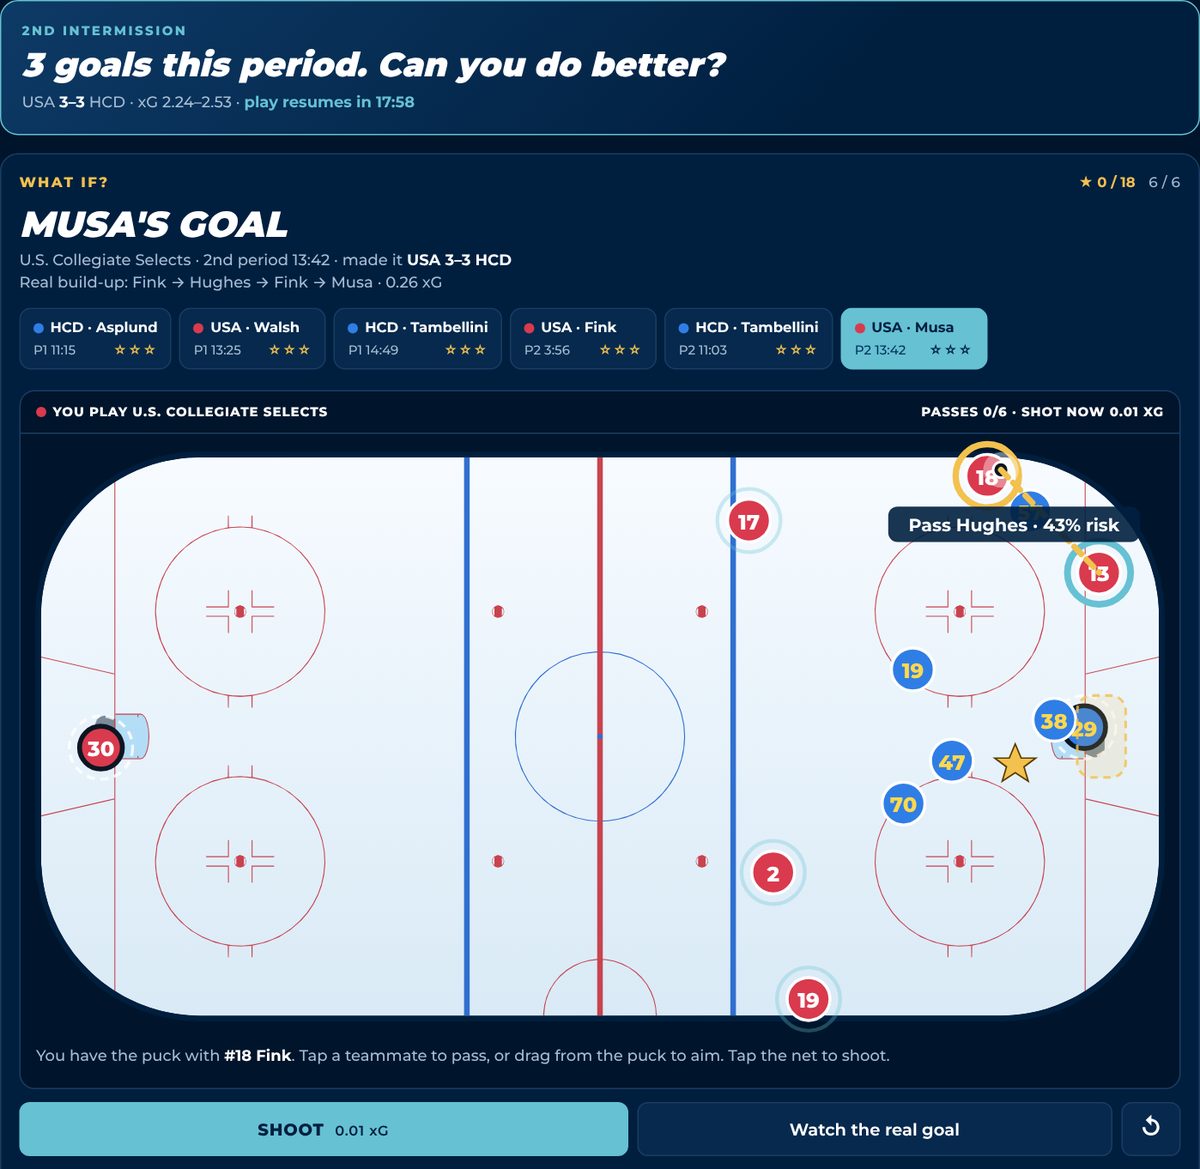 2ND INTERMISSION
3 goals this period. Can you do better?
USA 3–3 HCD · xG 2.24–2.53 · play resumes in 17:58
WHAT IF?
★ 0 / 18 6 / 6
MUSA'S GOAL
U.S. Collegiate Selects · 2nd period 13:42 · made it USA 3–3 HCD
Real build-up: Fink → Hughes → Fink → Musa · 0.26 xG
HCD · Asplund
P1 11:15 ☆☆☆
USA · Walsh
P1 13:25 ☆☆☆
HCD · Tambellini
P1 14:49 ☆☆☆
USA · Fink
P2 3:56 ☆☆☆
HCD · Tambellini
P2 11:03 ☆☆☆
USA · Musa
P2 13:42 ☆☆☆
YOU PLAY U.S. COLLEGIATE SELECTS
PASSES 0/6 · SHOT NOW 0.01 XG
18
17
Pass Hughes · 43% risk
13
19
38
29
30
47
70
2
19
You have the puck with #18 Fink. Tap a teammate to pass, or drag from the puck to aim. Tap the net to shoot.
SHOOT 0.01 xG
Watch the real goal